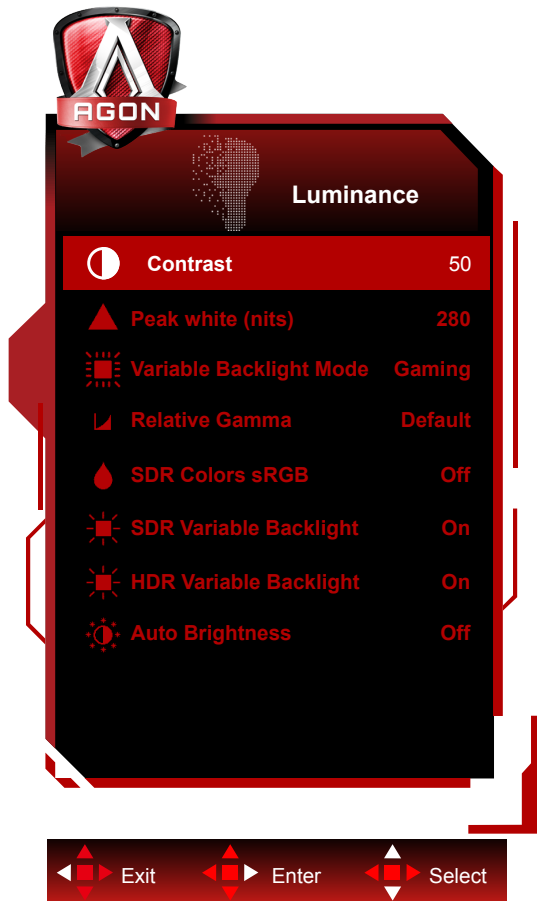 AGON
Luminance
Contrast 50
Peak white (nits) 280
Variable Backlight Mode Gaming
Relative Gamma Default
SDR Colors sRGB Off
SDR Variable Backlight On
HDR Variable Backlight On
Auto Brightness Off
Exit Enter Select